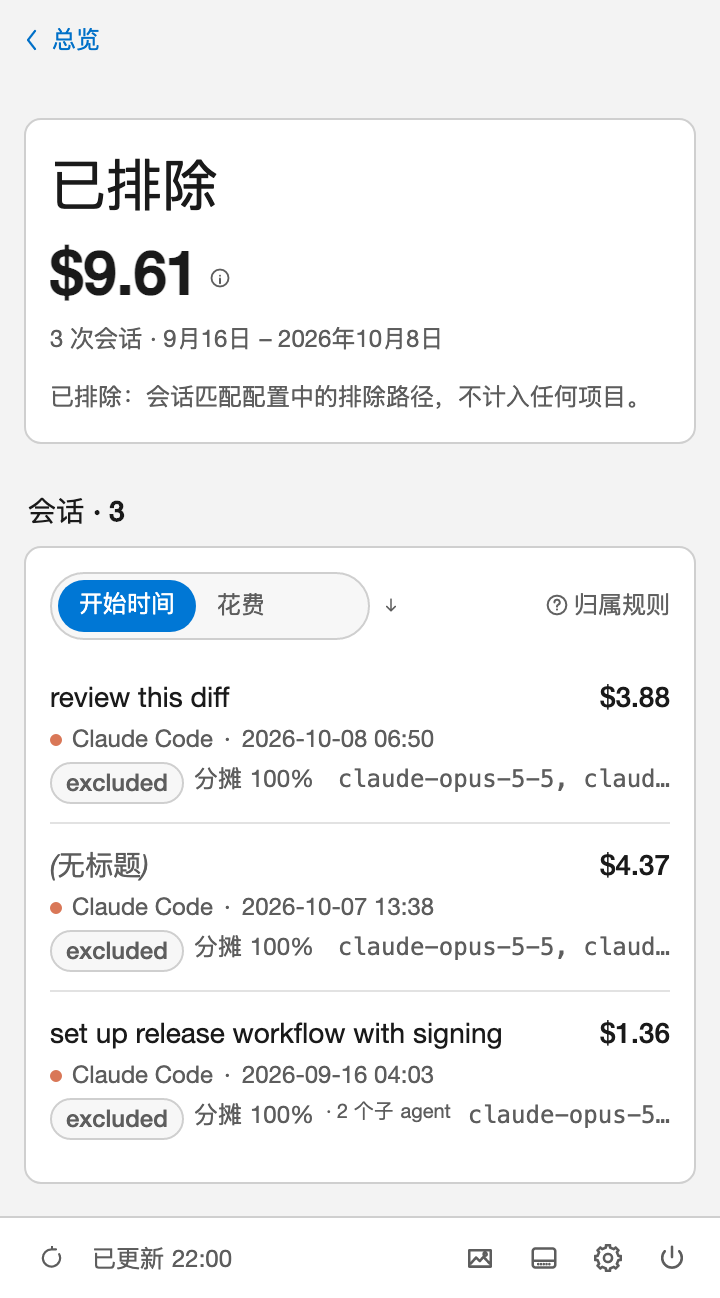 总览
已排除
$9.61
3 次会话 · 9月16日 – 2026年10月8日
已排除：会话匹配配置中的排除路径，不计入任何项目。
会话 · 3
开始时间 花费 ↓ 归属规则
review this diff $3.88
Claude Code · 2026-10-08 06:50
excluded 分摊 100% claude-opus-5-5, claud…
(无标题) $4.37
Claude Code · 2026-10-07 13:38
excluded 分摊 100% claude-opus-5-5, claud…
set up release workflow with signing $1.36
Claude Code · 2026-09-16 04:03
excluded 分摊 100% · 2 个子 agent claude-opus-5…
已更新 22:00